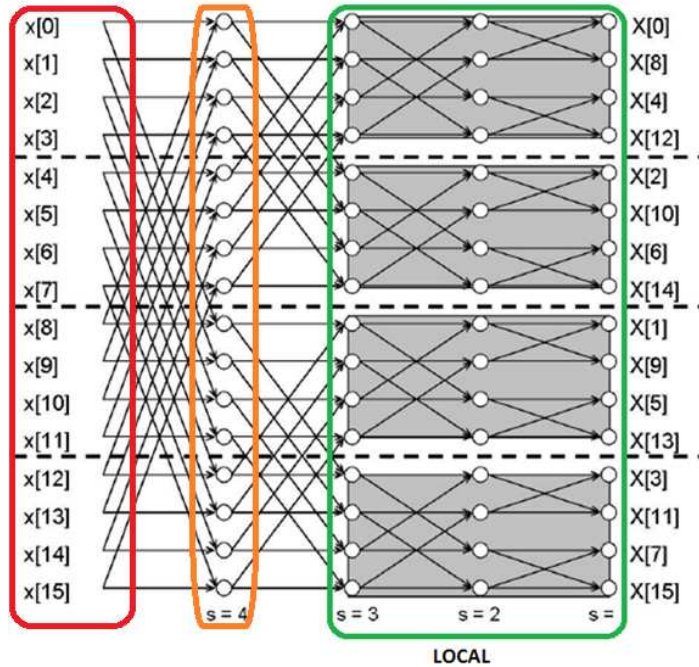 x[0] X[0]
x[1] X[8]
x[2] X[4]
x[3] X[12]
x[4] X[2]
x[5] X[10]
x[6] X[6]
x[7] X[14]
x[8] X[1]
x[9] X[9]
x[10] X[5]
x[11] X[13]
x[12] X[3]
x[13] X[11]
x[14] X[7]
x[15] X[15]
s = 4 s = 3 s = 2 s =
LOCAL